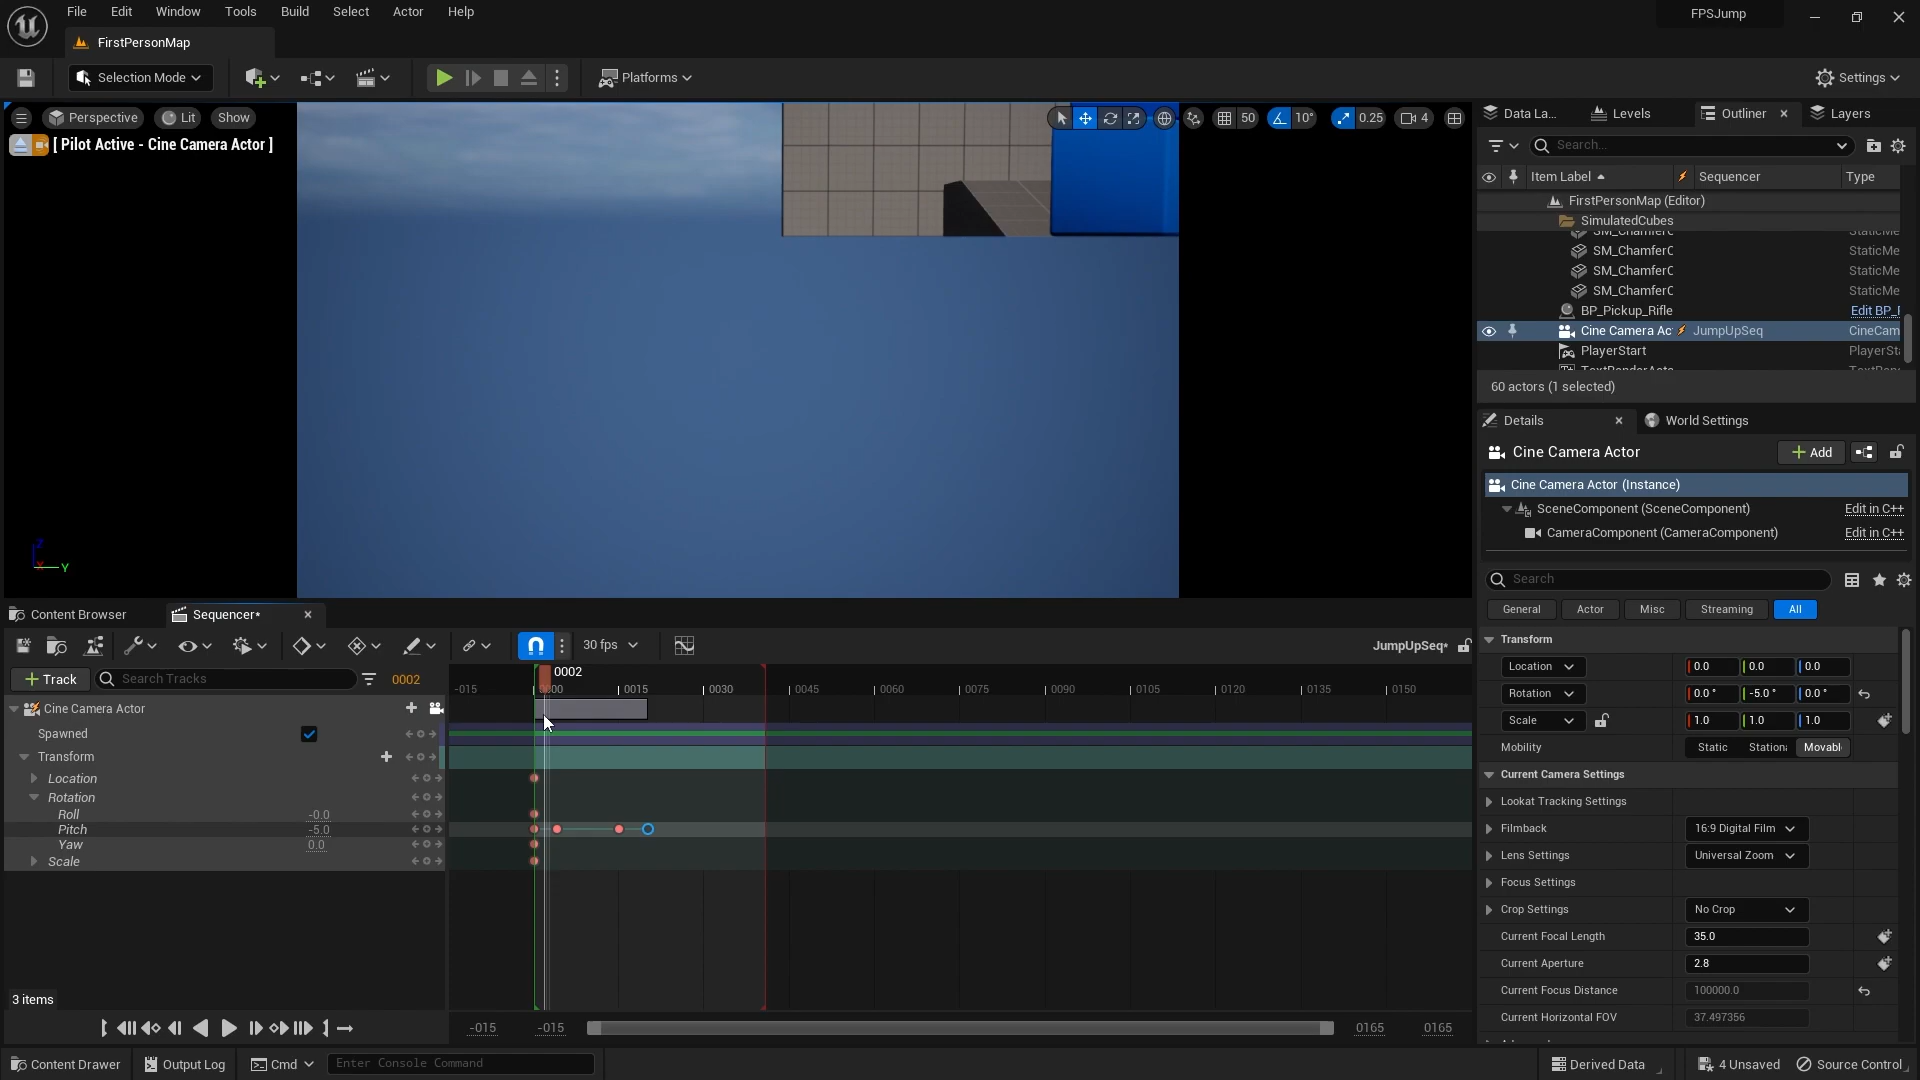 File Edit Window Tools Build Select Actor Help
FPSJump
FirstPersonMap
Selection Mode
Platforms
Settings
Perspective Lit Show
50 10° 0.25 4
[ Pilot Active - Cine Camera Actor ]
Z
X Y
Data La... Levels Outliner Layers
Search...
Item Label Sequencer Type
FirstPersonMap (Editor)
SimulatedCubes
SM_ChamferC StaticMe
SM_ChamferC StaticMe
SM_ChamferC StaticMe
SM_ChamferC StaticMe
BP_Pickup_Rifle Edit BP_
Cine Camera Ac JumpUpSeq CineCam
PlayerStart PlayerSt
60 actors (1 selected)
Details World Settings
Cine Camera Actor
Add
Cine Camera Actor (Instance)
SceneComponent (SceneComponent) Edit in C++
CameraComponent (CameraComponent) Edit in C++
Search
General Actor Misc Streaming All
Transform
Location 0.0 0.0 0.0
Rotation 0.0 ° -5.0 ° 0.0 °
Scale 1.0 1.0 1.0
Mobility Static Station Movabl
Current Camera Settings
Lookat Tracking Settings
Filmback 16:9 Digital Film
Lens Settings Universal Zoom
Focus Settings
Crop Settings No Crop
Current Focal Length 35.0
Current Aperture 2.8
Current Focus Distance 100000.0
Current Horizontal FOV 37.497356
Content Browser Sequencer*
30 fps
JumpUpSeq*
Track
Search Tracks
0002
0002
-015 0000 0015 0030 0045 0060 0075 0090 0105 0120 0135 0150
Cine Camera Actor
Spawned
Transform
Location
Rotation
Roll -0.0
Pitch -5.0
Yaw 0.0
Scale
3 items
-015 -015 0165 0165
Content Drawer Output Log Cmd Enter Console Command
Derived Data 4 Unsaved Source Control